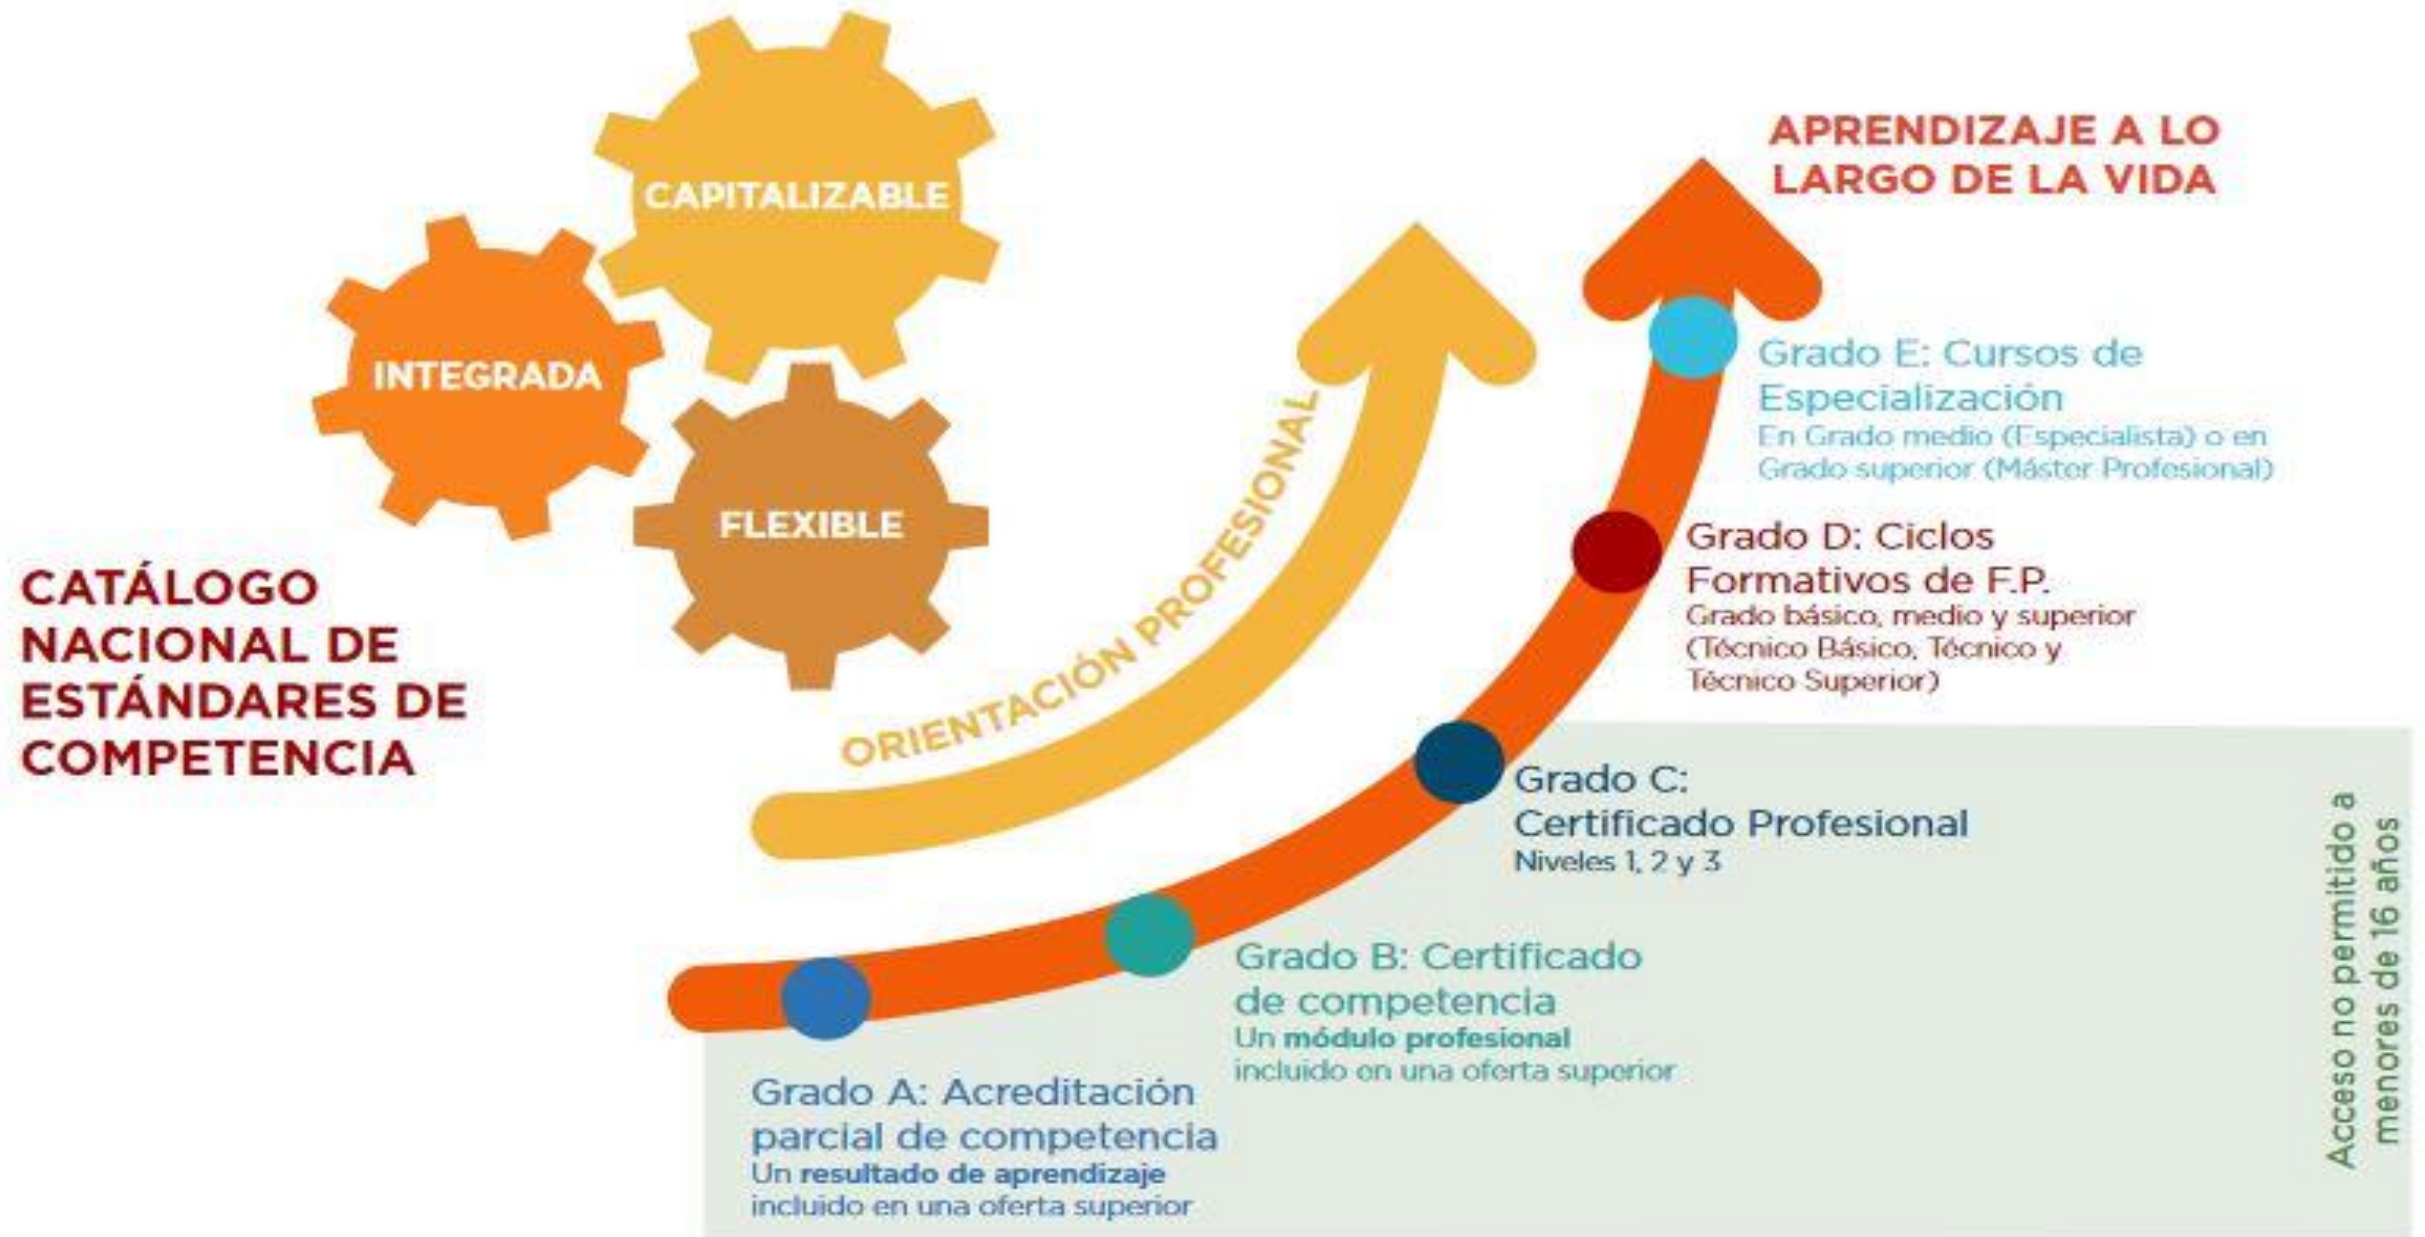 CAPITALIZABLE
INTEGRADA
FLEXIBLE
CATÁLOGO
NACIONAL DE
ESTÁNDARES DE
COMPETENCIA
ORIENTACIÓN PROFESIONAL
APRENDIZAJE A LO
LARGO DE LA VIDA
Grado E: Cursos de
Especialización
En Grado medio (Especialista) o en
Grado superior (Máster Profesional)
Grado D: Ciclos
Formativos de F.P.
Grado básico, medio y superior
(Técnico Básico, Técnico y
Técnico Superior)
Grado C:
Certificado Profesional
Niveles 1, 2 y 3
Grado B: Certificado
de competencia
Un módulo profesional
incluido en una oferta superior
Grado A: Acreditación
parcial de competencia
Un resultado de aprendizaje
incluido en una oferta superior
Acceso no permitido a
menores de 16 años